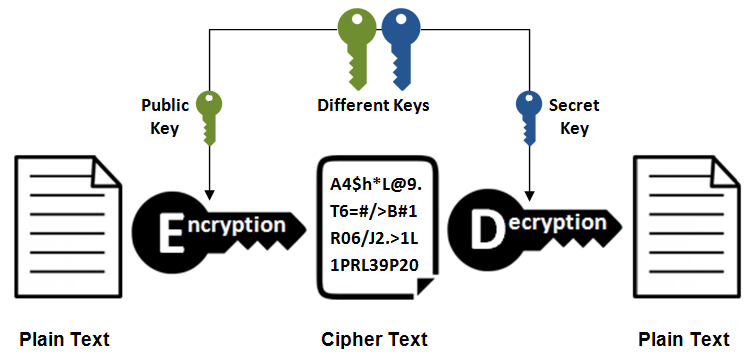 Public
Key
Different Keys
Secret
Key
Encryption
A4$h*L@9.
T6=#/>B#1
R06/J2.>1L
1PRL39P20
Decryption
Plain Text
Cipher Text
Plain Text